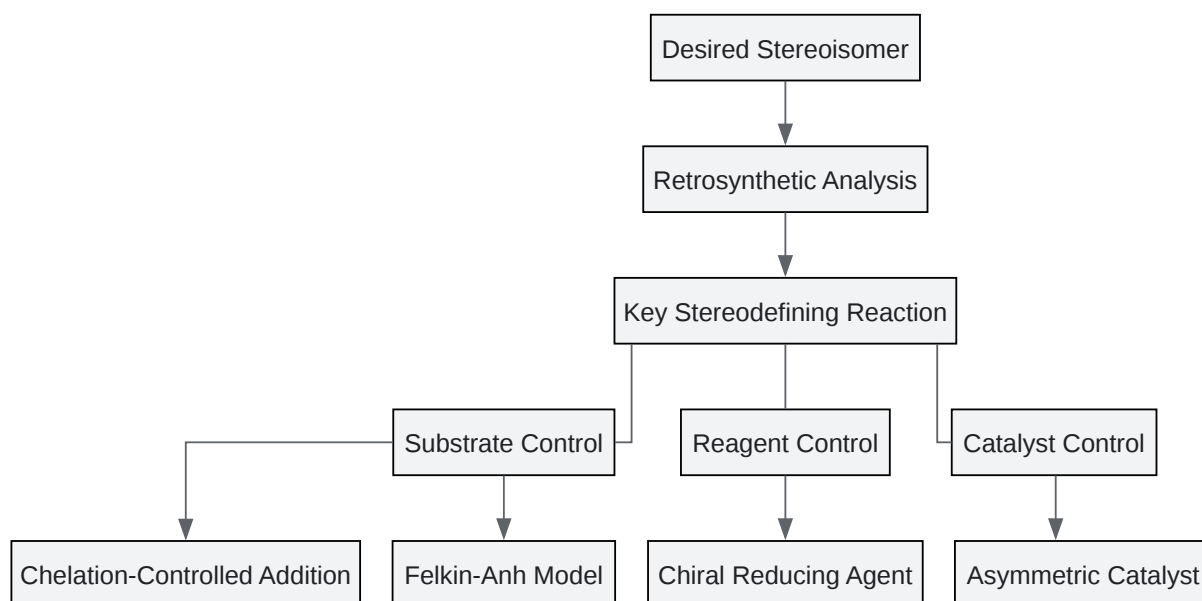 Desired Stereoisomer
Retrosynthetic Analysis
Key Stereodefining Reaction
Substrate Control
Reagent Control
Catalyst Control
Chelation-Controlled Addition
Felkin-Anh Model
Chiral Reducing Agent
Asymmetric Catalyst